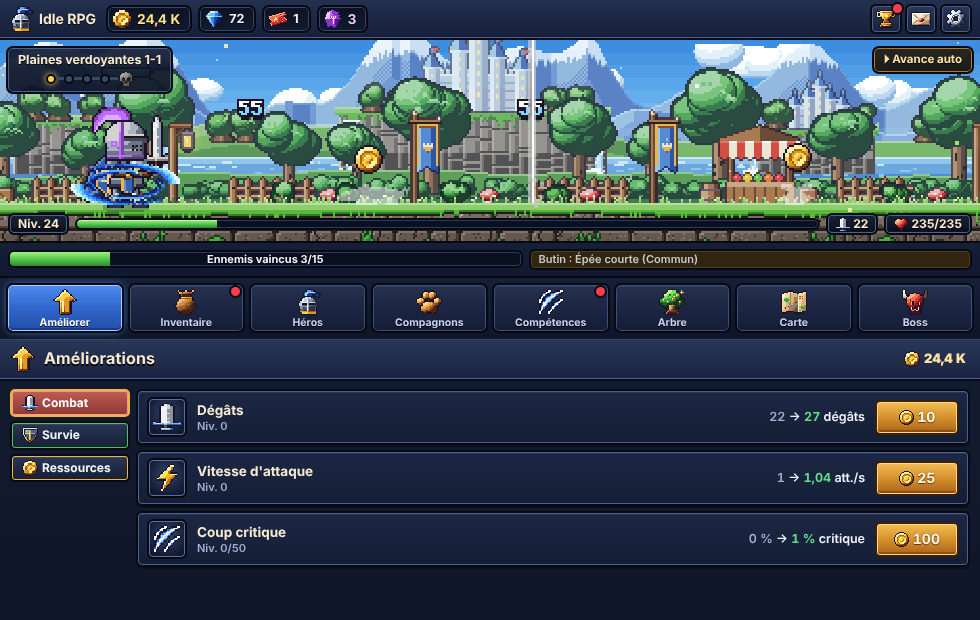 Idle RPG
24,4 K
72
1
3
Plaines verdoyantes 1-1
Avance auto
55
55
Niv. 24
22
235/235
Ennemis vaincus 3/15
Butin : Épée courte (Commun)
Améliorer
Inventaire
Héros
Compagnons
Compétences
Arbre
Carte
Boss
Améliorations
24,4 K
Combat
Survie
Ressources
Dégâts
Niv. 0
22 → 27 dégâts
10
Vitesse d'attaque
Niv. 0
1 → 1,04 att./s
25
Coup critique
Niv. 0/50
0 % → 1 % critique
100